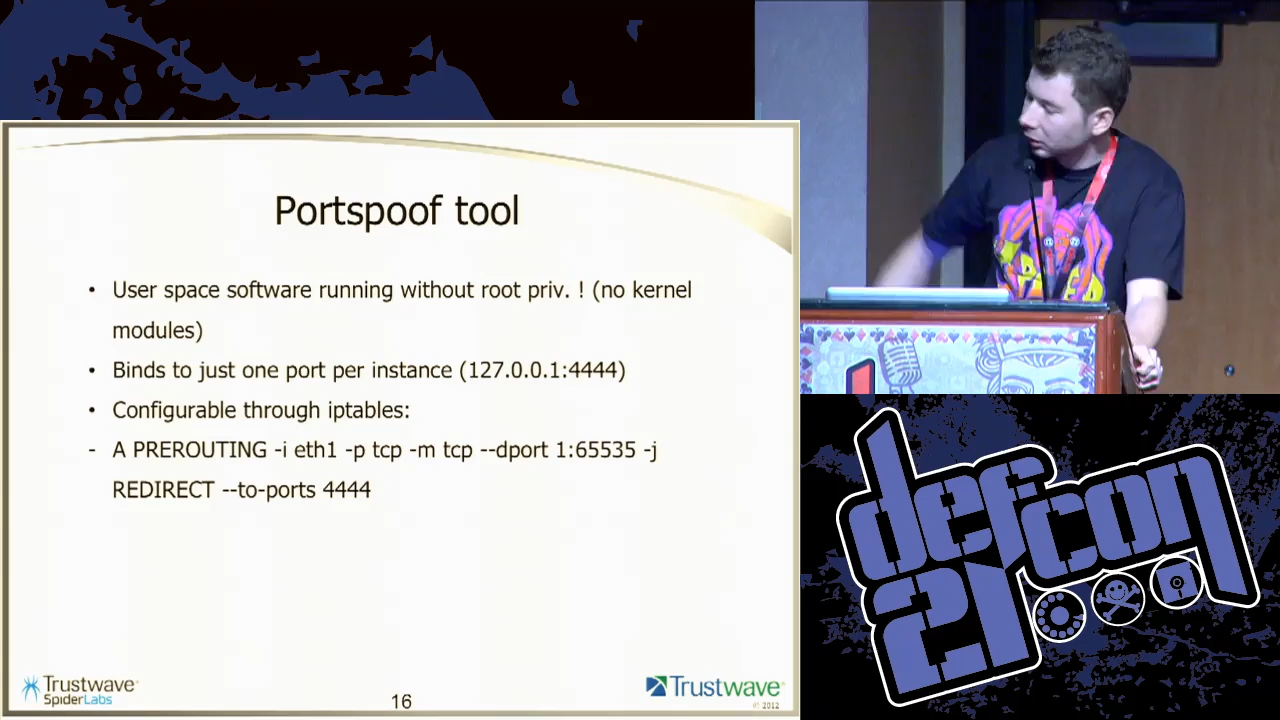 Portspoof tool
• User space software running without root priv. ! (no kernel
modules)
• Binds to just one port per instance (127.0.0.1:4444)
• Configurable through iptables:
- A PREROUTING -i eth1 -p tcp -m tcp --dport 1:65535 -j
REDIRECT --to-ports 4444
Trustwave®
SpiderLabs
16
Trustwave®
© 2012
defcon
21